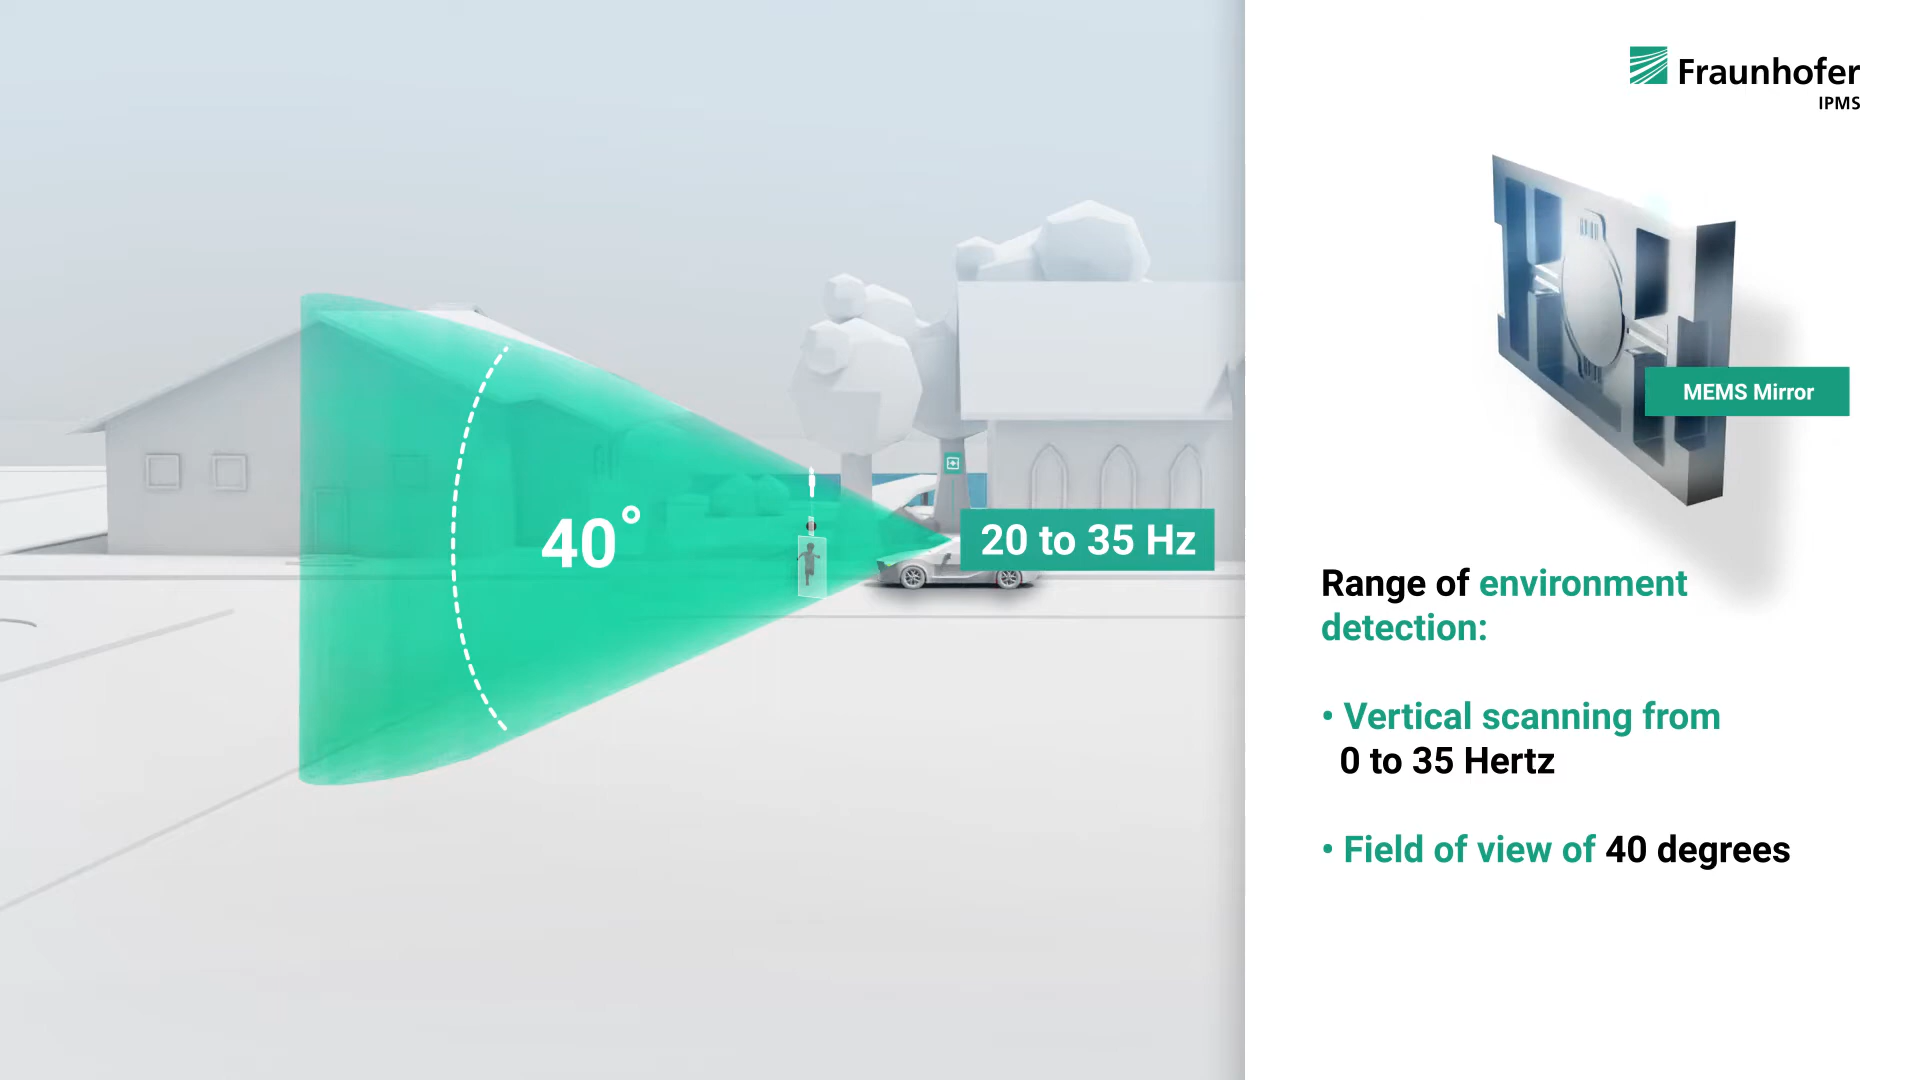 Fraunhofer
IPMS
MEMS Mirror
40°
20 to 35 Hz
Range of environment
detection:
• Vertical scanning from
0 to 35 Hertz
• Field of view of 40 degrees